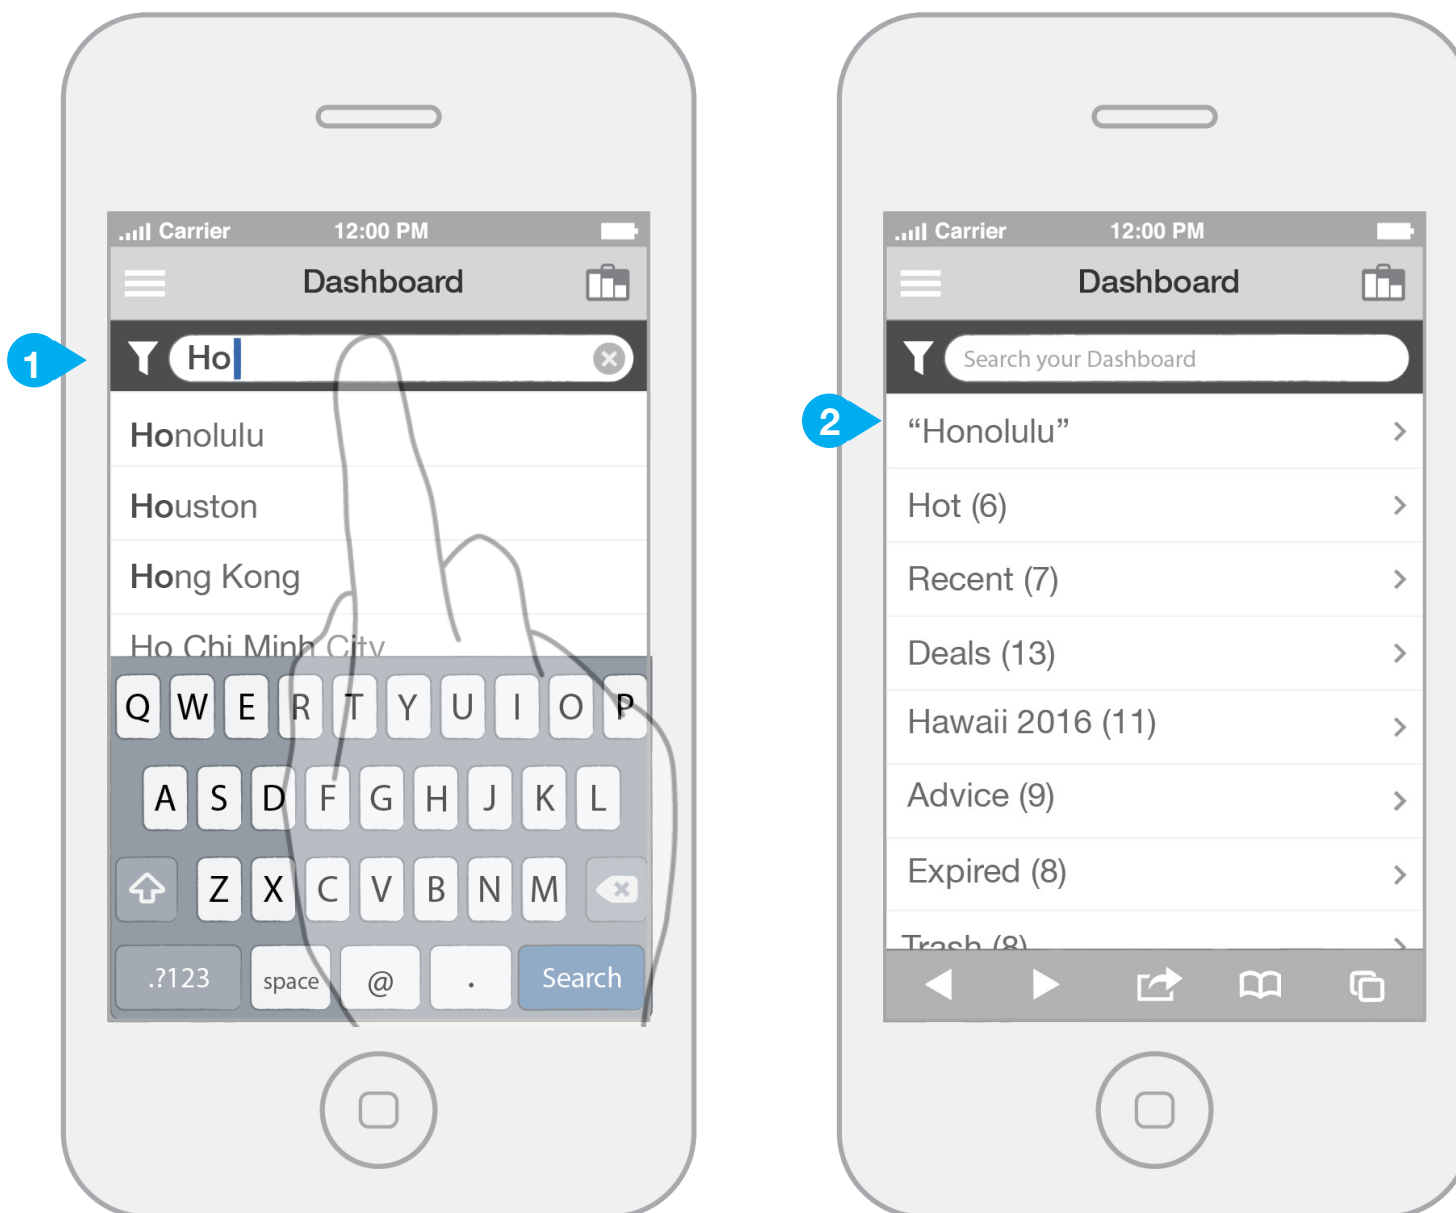 Carrier 12:00 PM
Dashboard
1
Ho
Honolulu
Houston
Hong Kong
Ho Chi Minh City
Q W E R T Y U I O P
A S D F G H J K L
Z X C V B N M
.?123 space @ . Search
Carrier 12:00 PM
Dashboard
Search your Dashboard
2
“Honolulu”
Hot (6)
Recent (7)
Deals (13)
Hawaii 2016 (11)
Advice (9)
Expired (8)
Trash (8)